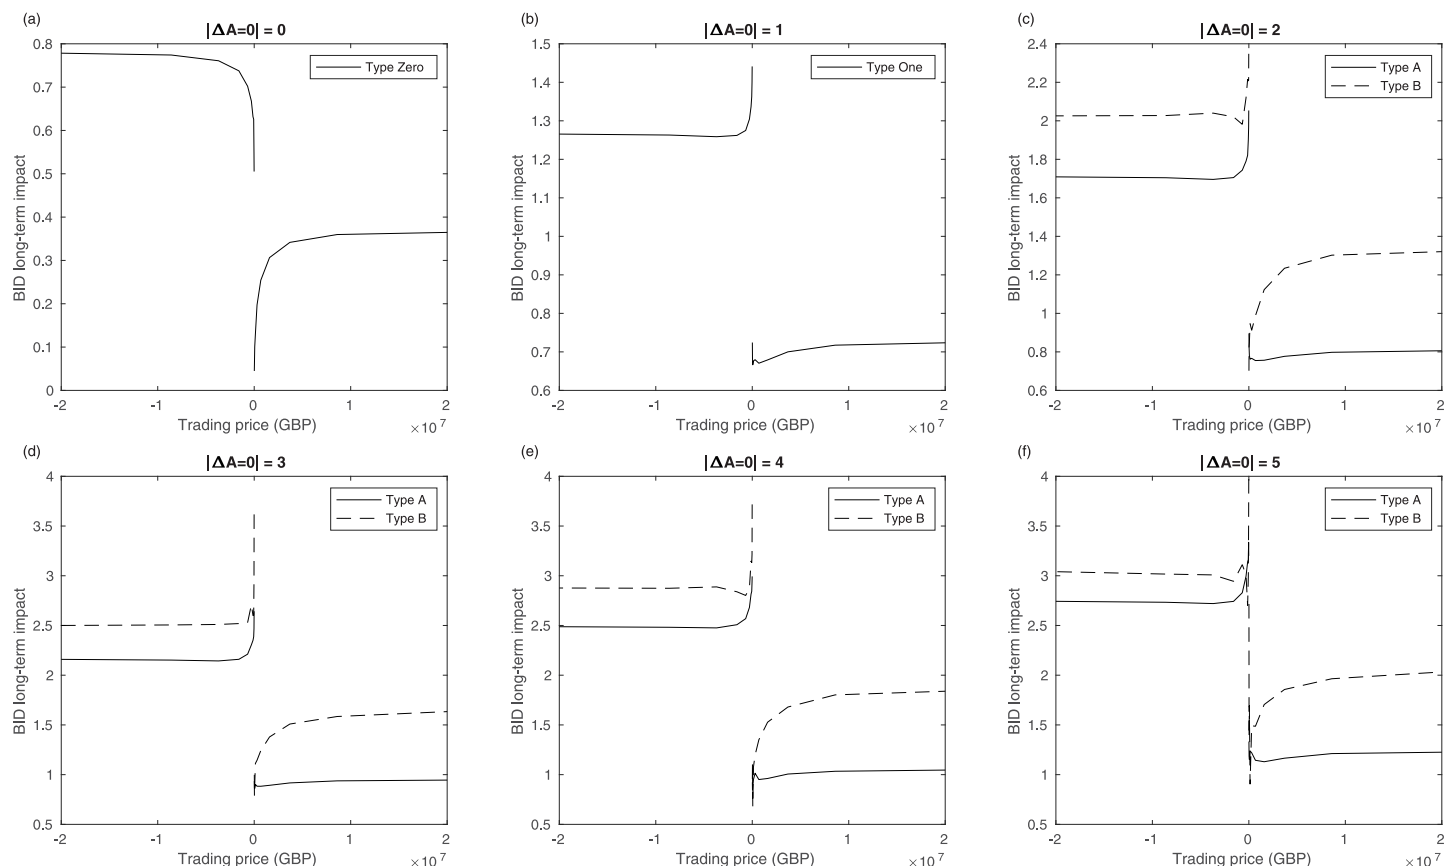 (a)
|ΔA=0| = 0
0.8
0.7
0.6
0.5
0.4
0.3
0.2
0.1
0
BID long-term impact
Type Zero
-2 -1 0 1 2
Trading price (GBP)
×10 7
(b)
|ΔA=0| = 1
1.5
1.4
1.3
1.2
1.1
1
0.9
0.8
0.7
0.6
BID long-term impact
Type One
-2 -1 0 1 2
Trading price (GBP)
×10 7
(c)
|ΔA=0| = 2
2.4
2.2
2
1.8
1.6
1.4
1.2
1
0.8
0.6
BID long-term impact
Type A
Type B
-2 -1 0 1 2
Trading price (GBP)
×10 7
(d)
|ΔA=0| = 3
4
3.5
3
2.5
2
1.5
1
0.5
BID long-term impact
Type A
Type B
-2 -1 0 1 2
Trading price (GBP)
×10 7
(e)
|ΔA=0| = 4
4
3.5
3
2.5
2
1.5
1
0.5
BID long-term impact
Type A
Type B
-2 -1 0 1 2
Trading price (GBP)
×10 7
(f)
|ΔA=0| = 5
4
3.5
3
2.5
2
1.5
1
0.5
BID long-term impact
Type A
Type B
-2 -1 0 1 2
Trading price (GBP)
×10 7